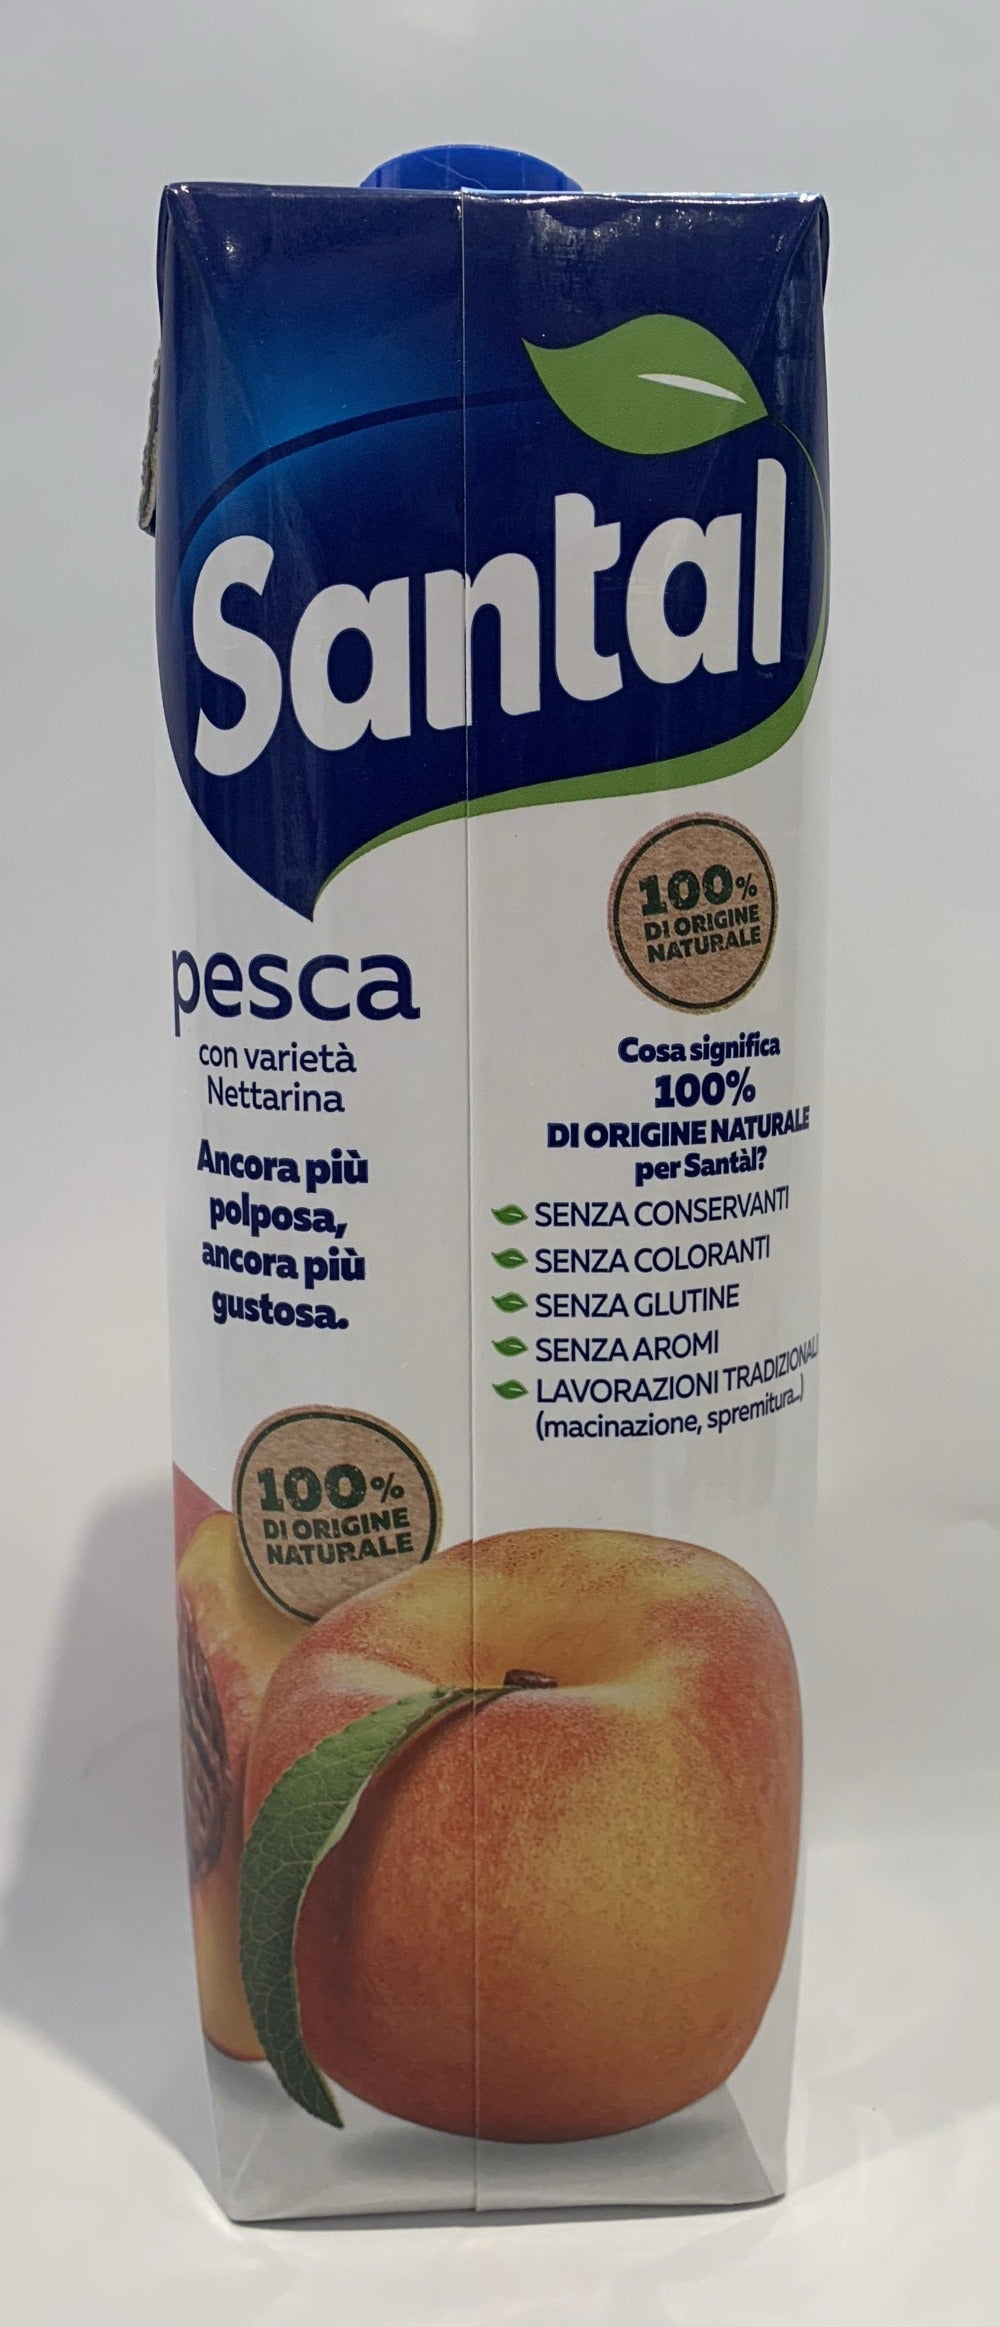 Santal
pesca
con varietà
Nettarina
Ancora più
polposa,
ancora più
gustosa.
100%
DI ORIGINE
NATURALE
100%
DI ORIGINE
NATURALE
Cosa significa
100%
DI ORIGINE NATURALE
per Santàl?
SENZA CONSERVANTI
SENZA COLORANTI
SENZA GLUTINE
SENZA AROMI
LAVORAZIONI TRADIZIONALI
(macinazione, spremitura...)